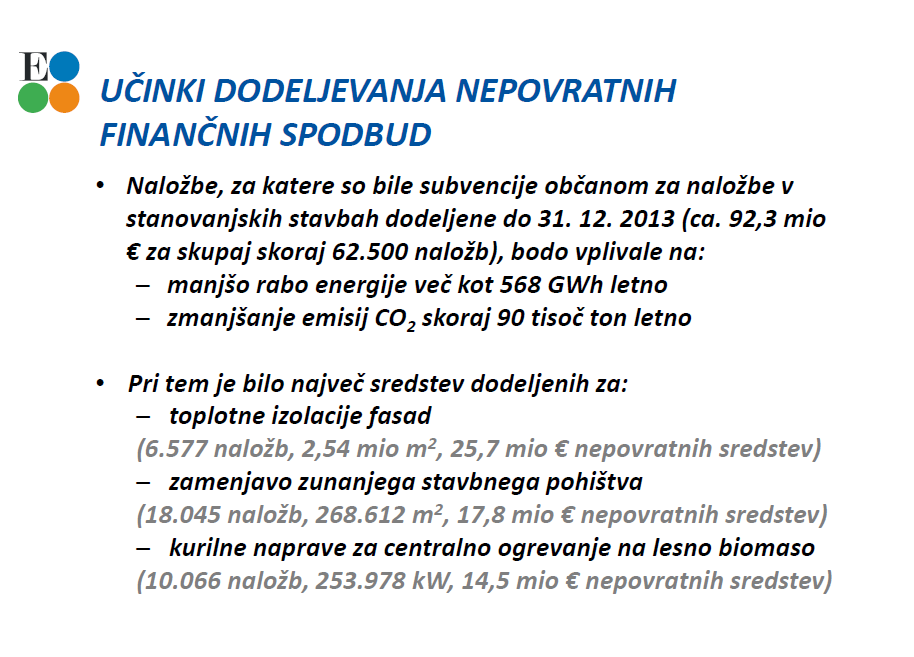 E
UČINKI DODELJEVANJA NEPOVRATNIH
FINANČNIH SPODBUD
• Naložbe, za katere so bile subvencije občanom za naložbe v
stanovanjskih stavbah dodeljene do 31. 12. 2013 (ca. 92,3 mio
€ za skupaj skoraj 62.500 naložb), bodo vplivale na:
– manjšo rabo energije več kot 568 GWh letno
– zmanjšanje emisij CO₂ skoraj 90 tisoč ton letno
• Pri tem je bilo največ sredstev dodeljenih za:
– toplotne izolacije fasad
(6.577 naložb, 2,54 mio m², 25,7 mio € nepovratnih sredstev)
– zamenjavo zunanjega stavbnega pohištva
(18.045 naložb, 268.612 m², 17,8 mio € nepovratnih sredstev)
– kurilne naprave za centralno ogrevanje na lesno biomaso
(10.066 naložb, 253.978 kW, 14,5 mio € nepovratnih sredstev)